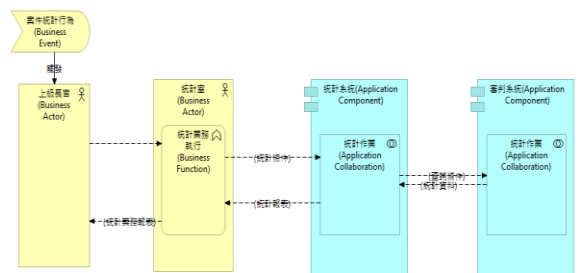 案件統計行為
(Business
Event)
觸發
上級長官
(Business
Actor)
統計室
(Business
Actor)
統計業務
執行
(Business
Function)
(統計條件)
(統計報表)
(統計業務報表)
統計系統(Application
Component)
統計作業
(Application
Collaboration)
(查詢條件)
(統計資料)
審判系統(Application
Component)
統計作業
(Application
Collaboration)